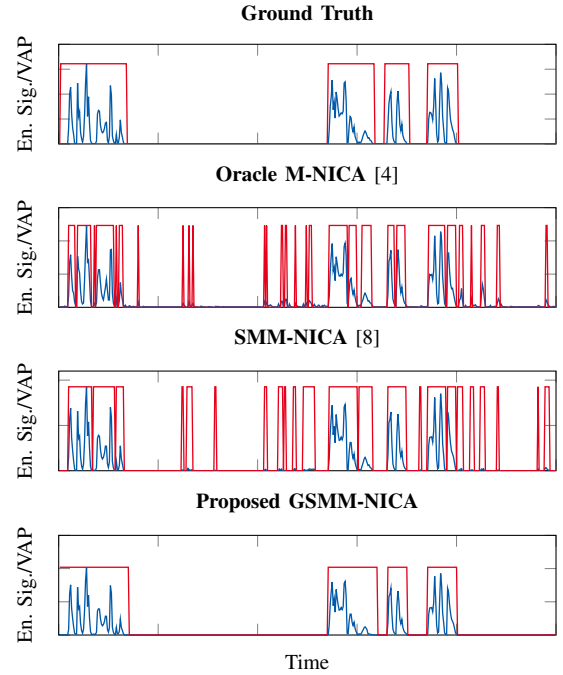 Ground Truth
En. Sig./VAP
Oracle M-NICA [4]
En. Sig./VAP
SMM-NICA [8]
En. Sig./VAP
Proposed GSMM-NICA
En. Sig./VAP
Time